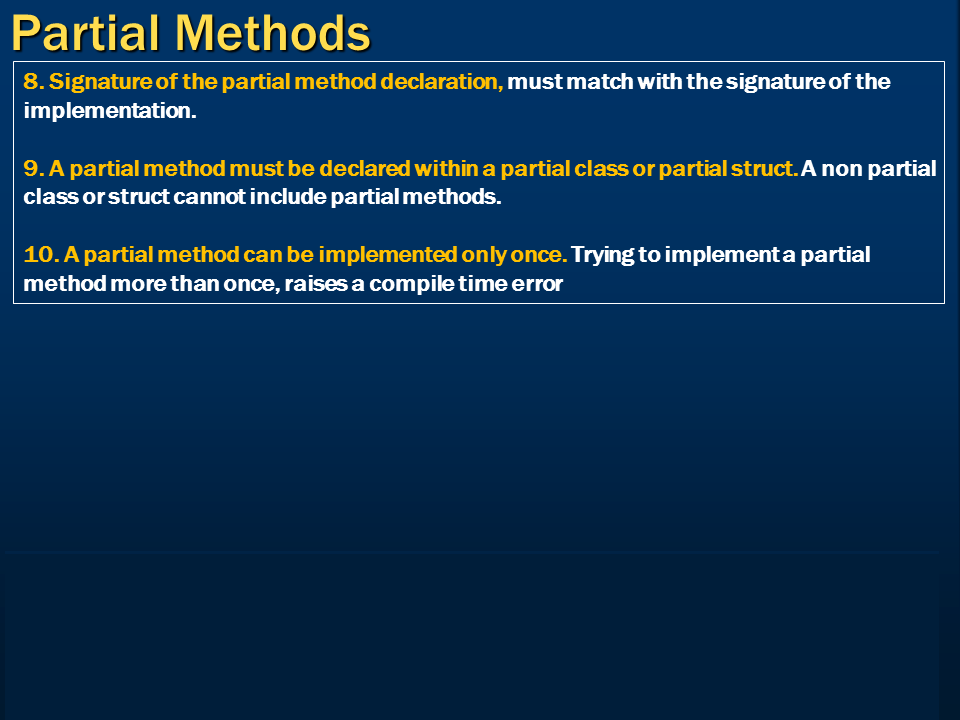 Partial Methods
8. Signature of the partial method declaration, must match with the signature of the
implementation.
9. A partial method must be declared within a partial class or partial struct. A non partial
class or struct cannot include partial methods.
10. A partial method can be implemented only once. Trying to implement a partial
method more than once, raises a compile time error